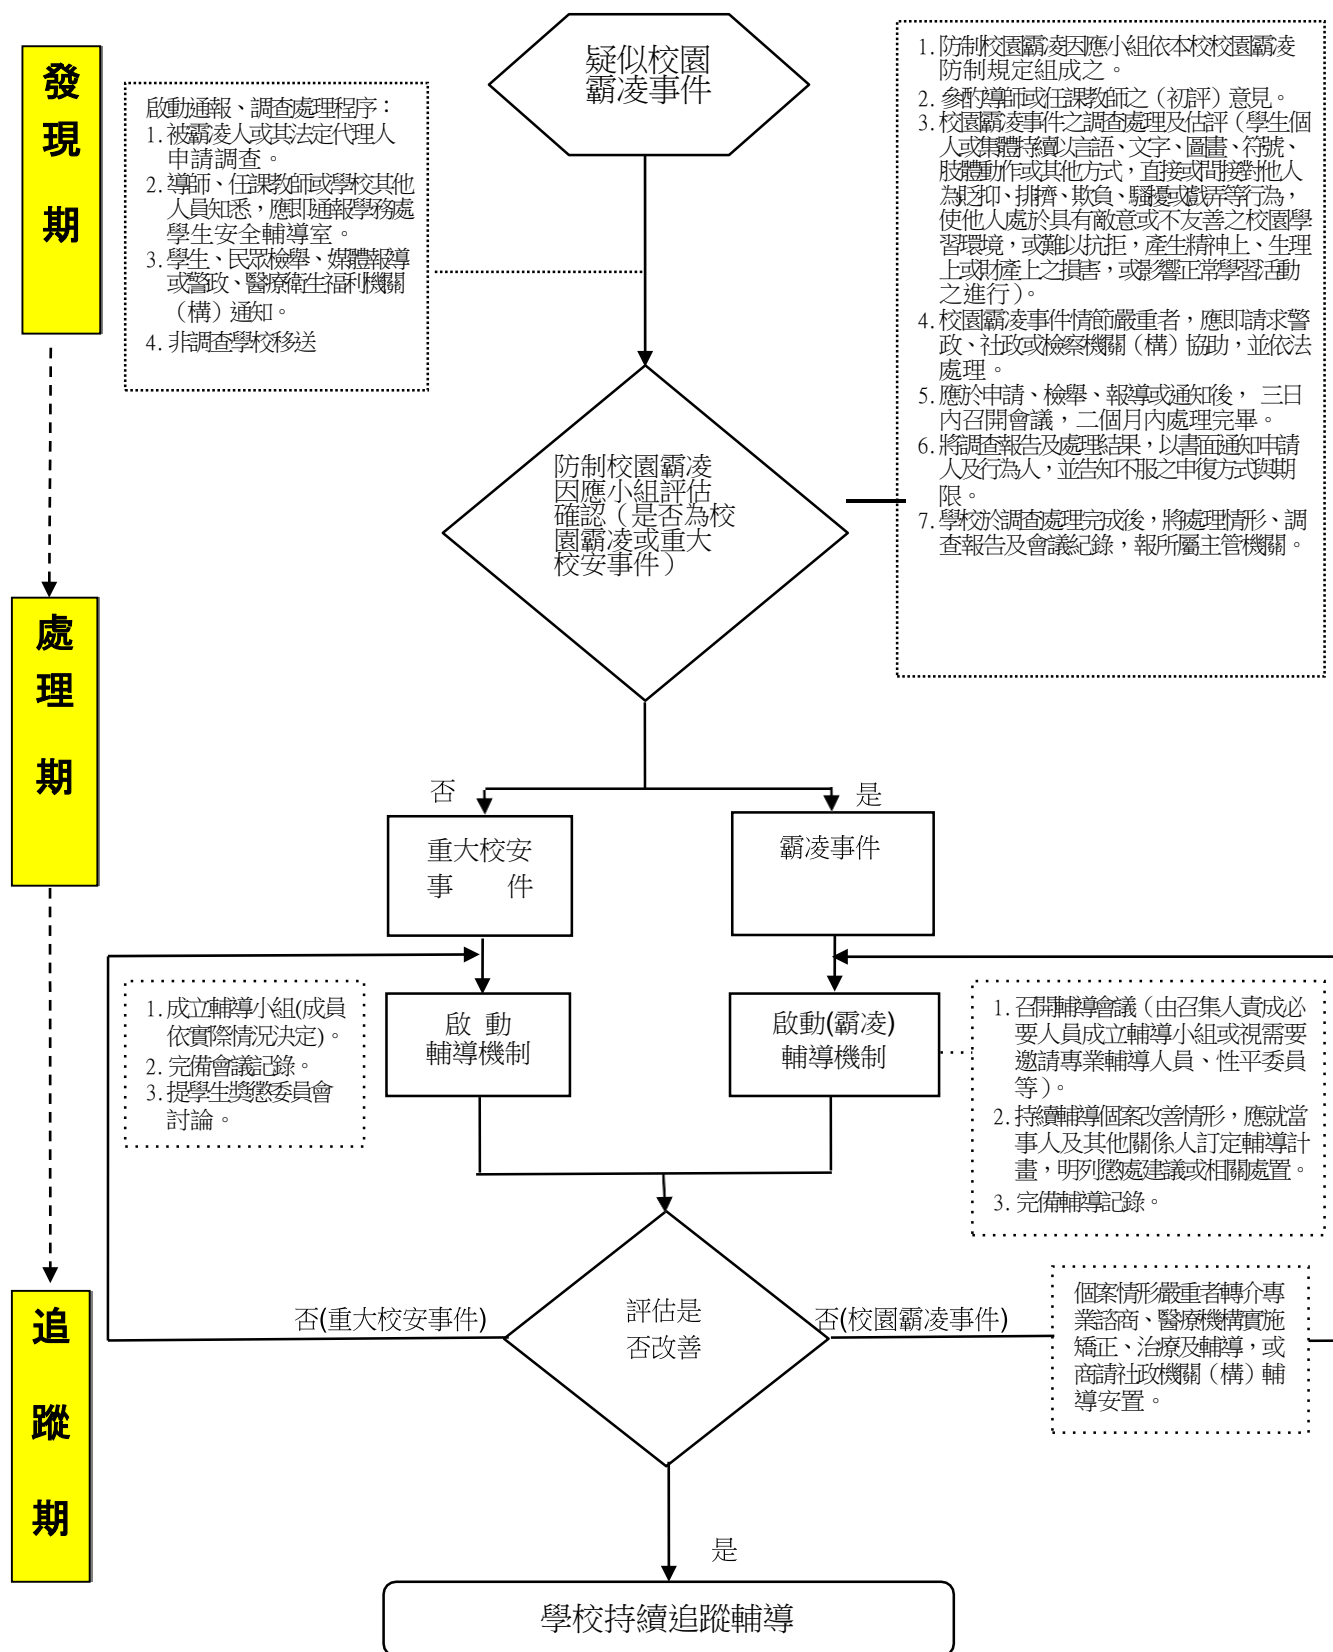 發
現
期
疑似校園
霸凌事件
啟動通報、調查處理程序：
1. 被霸凌人或其法定代理人
申請調查。
2. 導師、任課教師或學校其他
人員知悉，應即通報學務處
學生安全輔導室。
3. 學生、民眾檢舉、媒體報導
或警政、醫療衛生福利機關
（構）通知。
4. 非調查學校移送
1. 防制校園霸凌因應小組依本校校園霸凌
防制規定組成之。
2. 參酌導師或任課教師之（初評）意見。
3. 校園霸凌事件之調查處理及估評（學生個
人或集體持續以言語、文字、圖畫、符號、
肢體動作或其他方式，直接或間接對他人
為貶抑、排擠、欺負、騷擾或戲弄等行為，
使他人處於具有敵意或不友善之校園學
習環境，或難以抗拒，產生精神上、生理
上或財產上之損害，或影響正常學習活動
之進行）。
4. 校園霸凌事件情節嚴重者，應即請求警
政、社政或檢察機關（構）協助，並依法
處理。
5. 應於申請、檢舉、報導或通知後， 三日
內召開會議，二個月內處理完畢。
6. 將調查報告及處理結果，以書面通知申請
人及行為人，並告知不服之申復方式與期
限。
7. 學校於調查處理完成後，將處理情形、調
查報告及會議紀錄，報所屬主管機關。
防制校園霸凌
因應小組評估
確認（是否為校
園霸凌或重大
校安事件）
處
理
期
否
是
重大校安
事 件
霸凌事件
1. 成立輔導小組(成員
依實際情況決定)。
2. 完備會議記錄。
3. 提學生獎懲委員會
討論。
啟 動
輔導機制
啟動(霸凌)
輔導機制
1. 召開輔導會議（由召集人責成必
要人員成立輔導小組或視需要
邀請專業輔導人員、性平委員
等）。
2. 持續輔導個案改善情形，應就當
事人及其他關係人訂定輔導計
畫，明列懲處建議或相關處置。
3. 完備輔導記錄。
追
蹤
期
否(重大校安事件)
評估是
否改善
否(校園霸凌事件)
個案情形嚴重者轉介專
業諮商、醫療機構實施
矯正、治療及輔導，或
商請社政機關（構）輔
導安置。
是
學校持續追蹤輔導